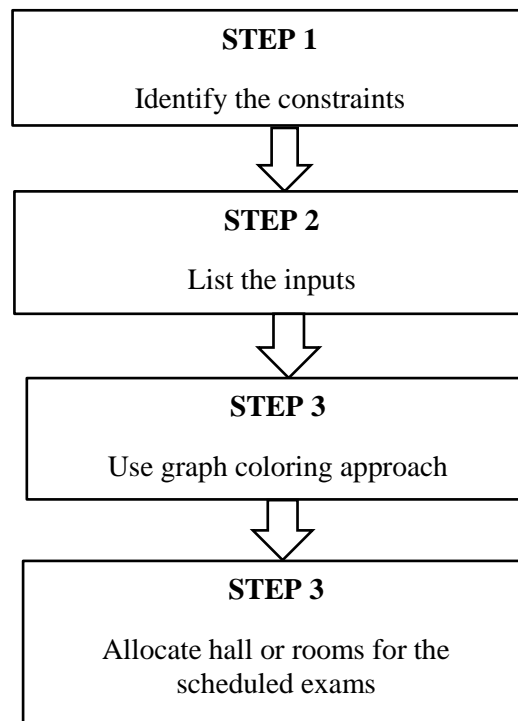 STEP 1
Identify the constraints
STEP 2
List the inputs
STEP 3
Use graph coloring approach
STEP 3
Allocate hall or rooms for the
scheduled exams